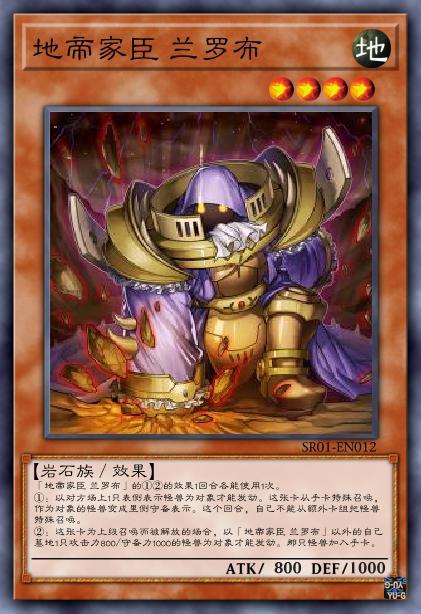 地帝家臣 兰罗布
地
SR01-EN012
【岩石族/效果】
「地帝家臣 兰罗布」的①②的效果1回合各能使用1次。
①：以对方场上1只表侧表示怪兽为对象才能发动。这张卡从手卡特殊召唤，
作为对象的怪兽变成里侧守备表示。这个回合，自己不能从额外卡组把怪兽
特殊召唤。
②：这张卡为上级召唤而被解放的场合，以「地帝家臣 兰罗布」以外的自己
墓地1只攻击力800/守备力1000的怪兽为对象才能发动。那只怪兽加入手卡。
ATK/ 800 DEF/1000